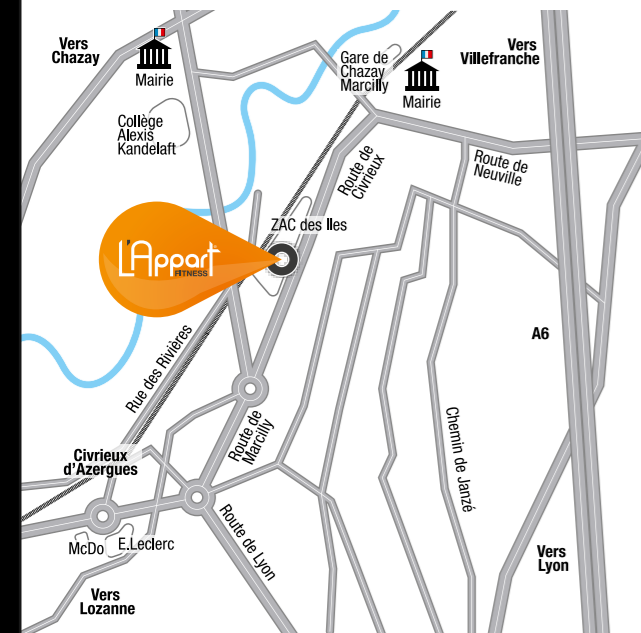 Vers
Chazay
Mairie
Gare de
Chazay
Marcilly
Mairie
Vers
Villefranche
Collège
Alexis
Kandelaft
Route de
Civrieux
Route de
Neuville
ZAC des Iles
L'Appart
FITNESS
A6
Rue des Rivières
Route de
Marcilly
Chemin de Janzé
Civrieux
d'Azergues
McDo
E.Leclerc
Route de Lyon
Vers
Lyon
Vers
Lozanne